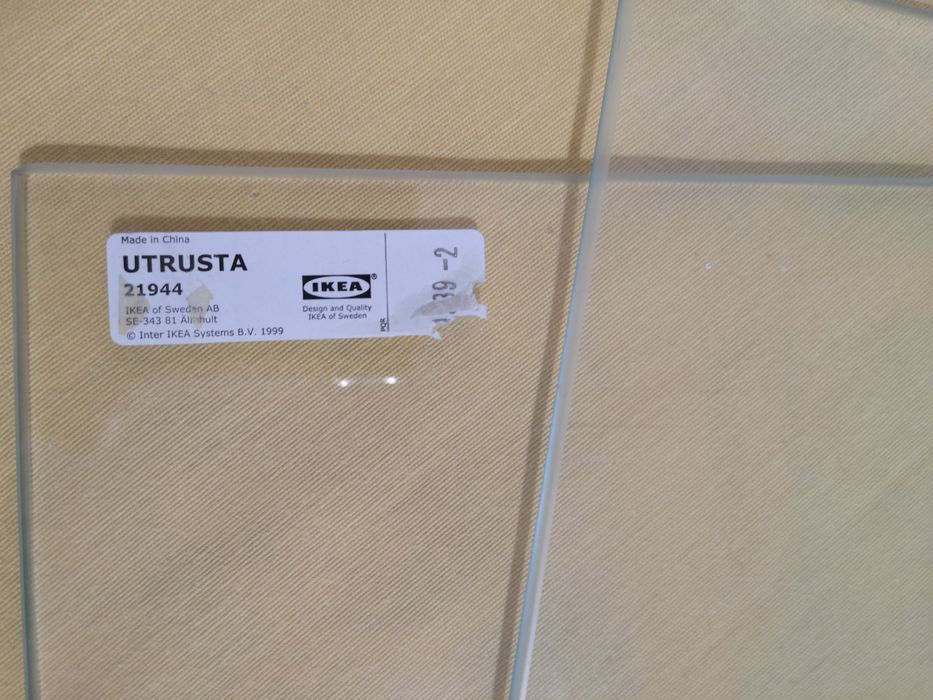 Made in China
UTRUSTA
21944
IKEA of Sweden AB
SE-343 81 Älmhult
© Inter IKEA Systems B.V. 1999
IKEA®
Design and Quality
IKEA of Sweden
PQR